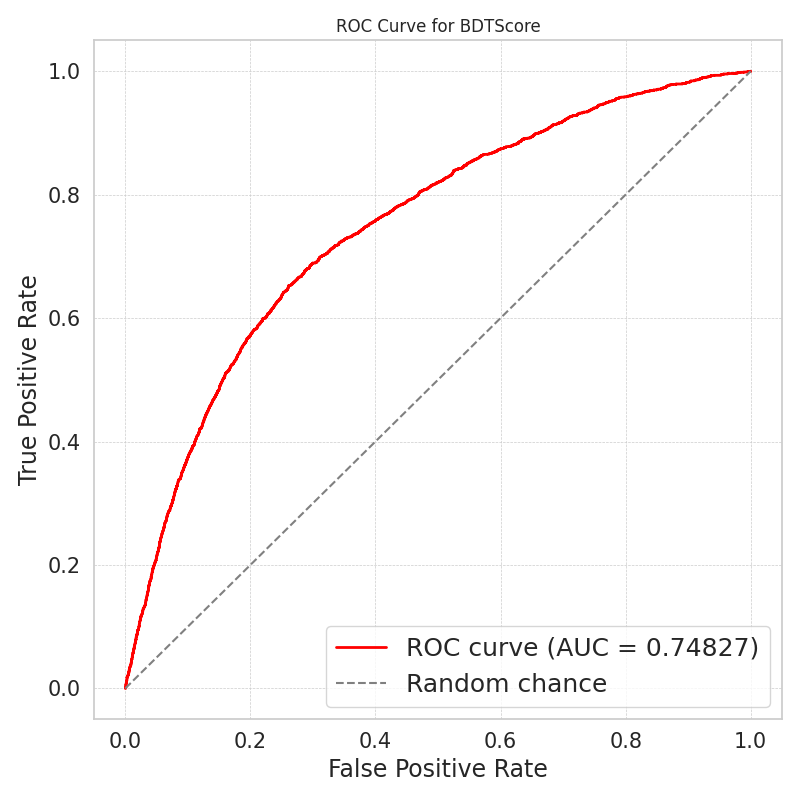 ROC Curve for BDTScore
1.0
0.8
0.6
0.4
0.2
0.0
True Positive Rate
ROC curve (AUC = 0.74827)
Random chance
0.0 0.2 0.4 0.6 0.8 1.0
False Positive Rate